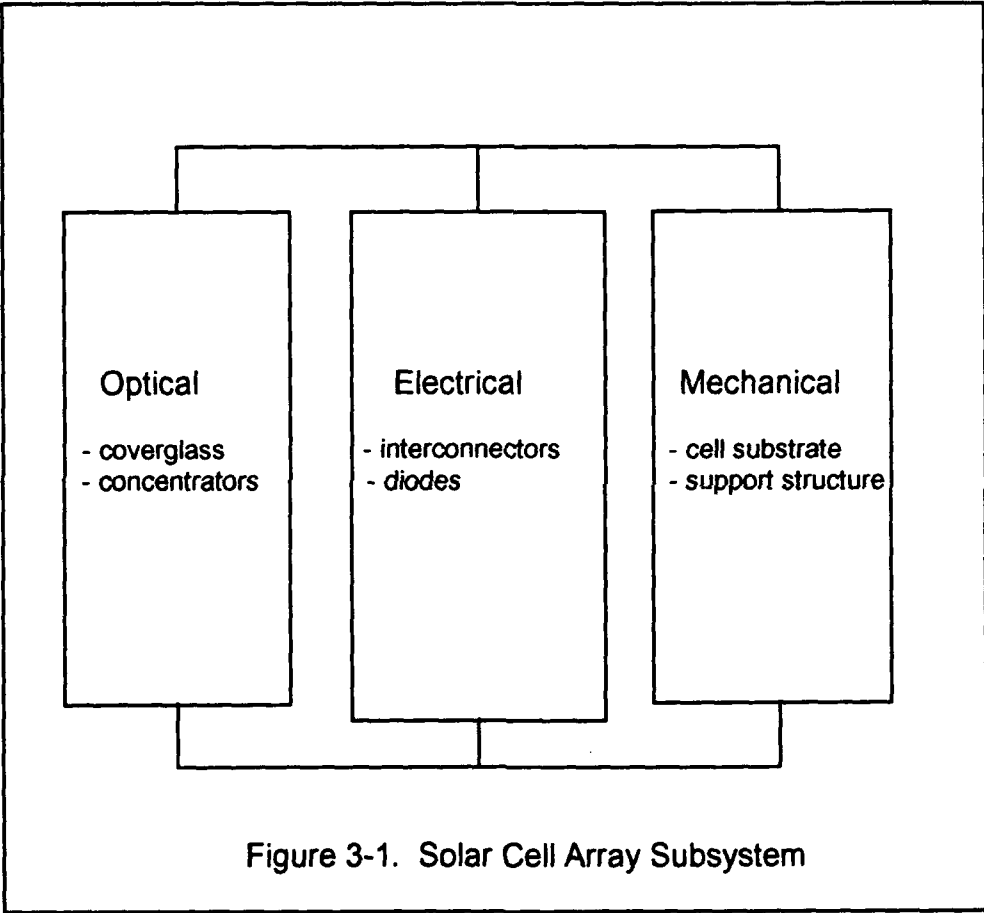 Optical
- coverglass
- concentrators
Electrical
- interconnectors
- diodes
Mechanical
- cell substrate
- support structure
Figure 3-1. Solar Cell Array Subsystem